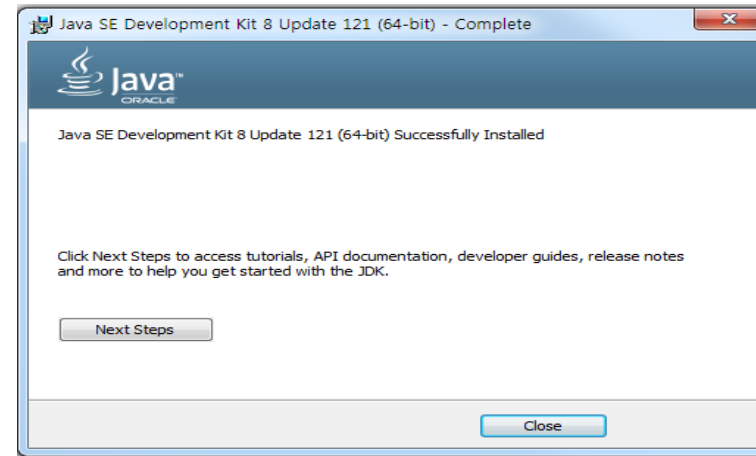 Java SE Development Kit 8 Update 121 (64-bit) - Complete
Java™
ORACLE
Java SE Development Kit 8 Update 121 (64-bit) Successfully Installed
Click Next Steps to access tutorials, API documentation, developer guides, release notes
and more to help you get started with the JDK.
Next Steps
Close